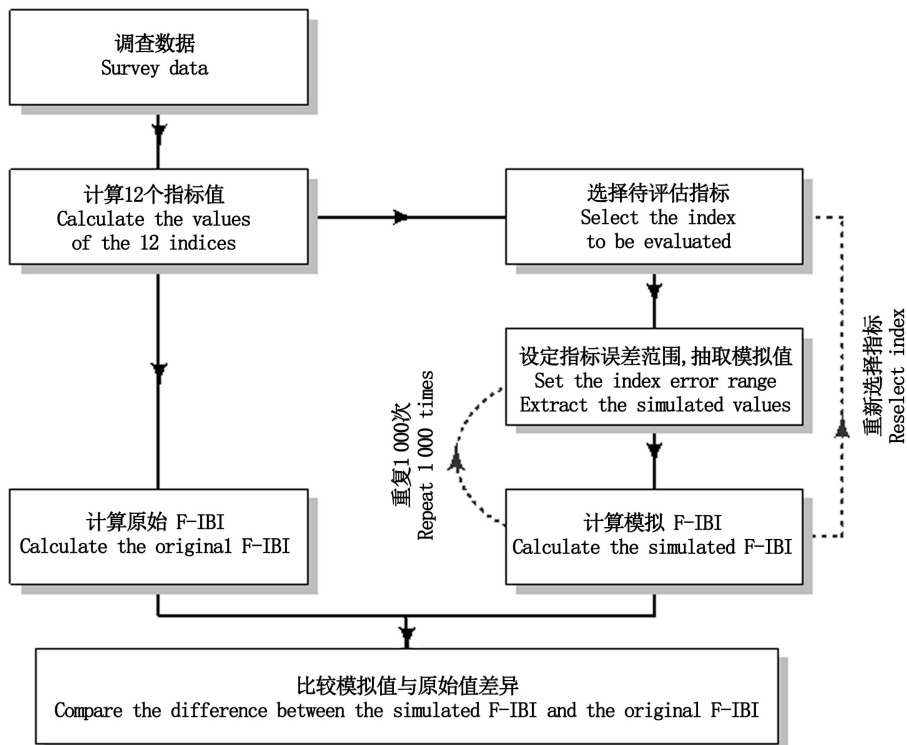 调查数据
Survey data
计算12个指标值
Calculate the values
of the 12 indices
选择待评估指标
Select the index
to be evaluated
设定指标误差范围,抽取模拟值
Set the index error range
Extract the simulated values
重复1 000次
Repeat 1 000 times
重新选择指标
Reselect index
计算原始 F-IBI
Calculate the original F-IBI
计算模拟 F-IBI
Calculate the simulated F-IBI
比较模拟值与原始值差异
Compare the difference between the simulated F-IBI and the original F-IBI